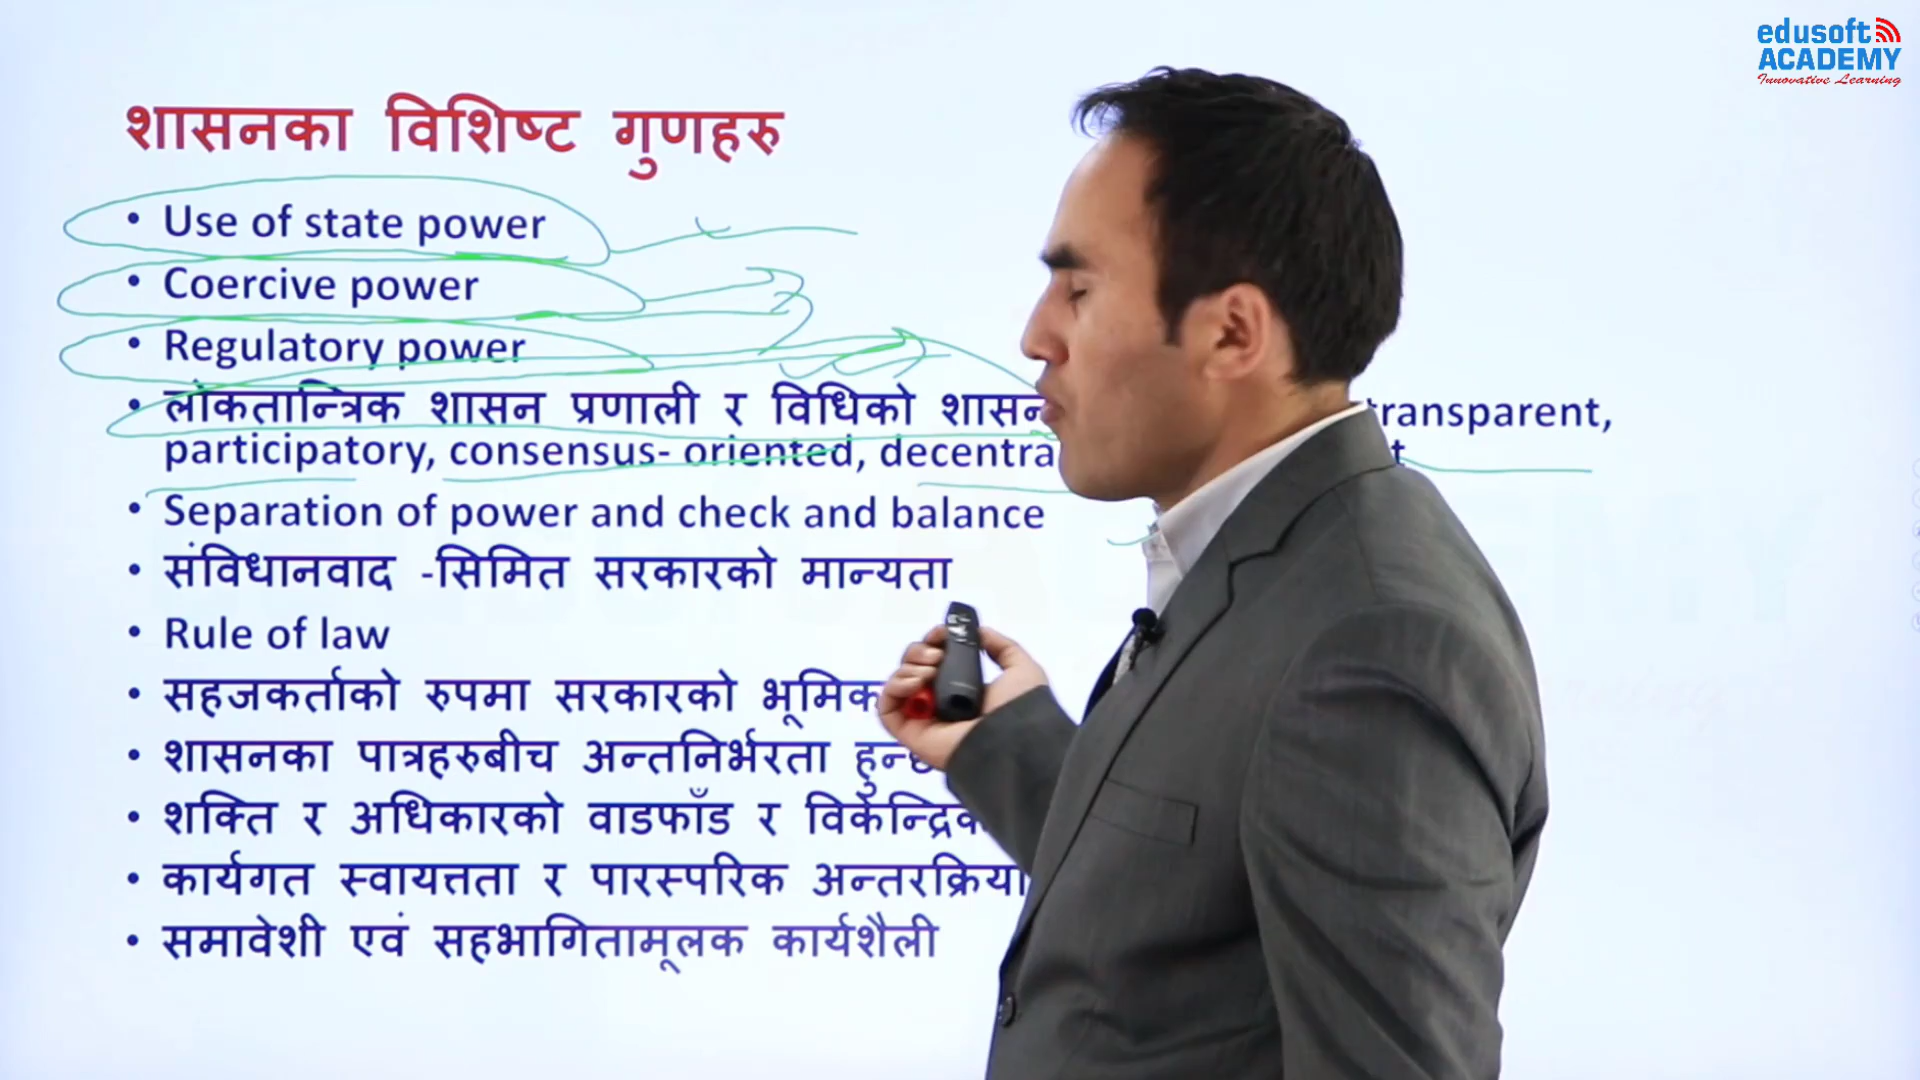 edusoft
ACADEMY
Innovative Learning
शासनका विशिष्ट गुणहरु
• Use of state power
• Coercive power
• Regulatory power
• लोकतान्त्रिक शासन प्रणाली र विधिको शासन transparent,
participatory, consensus- oriented,
• Separation of power and check and balance
• संविधानवाद -सिमित सरकारको मान्यता
• Rule of law
• सहजकर्ताको रुपमा सरकारको
• शासनका पात्रहरुबीच अन्तनिर्भरता
• शक्ति र अधिकारको वाडफाँड र
• कार्यगत स्वायत्तता र पारस्परिक अन्तरक्रिया
• समावेशी एवं सहभागितामूलक कार्यशैली